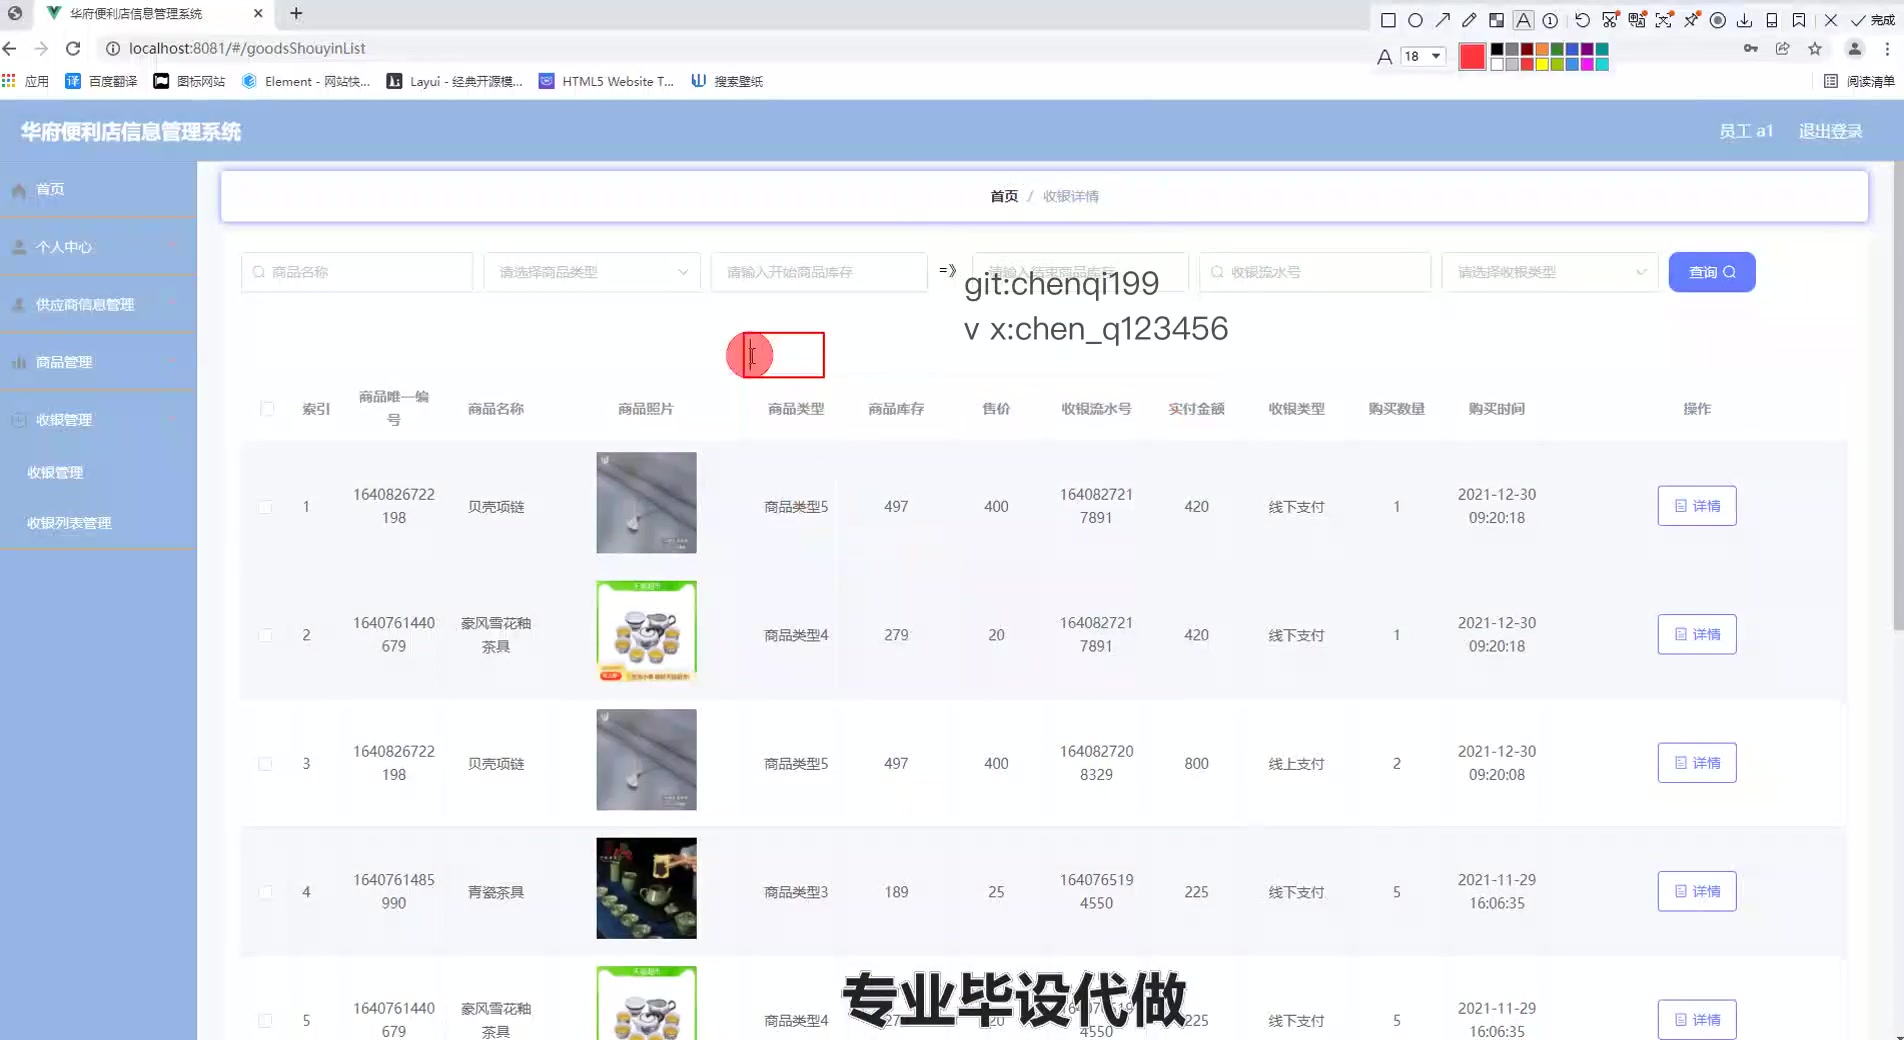 华府便利店信息管理系统
完成
localhost:8081/#/goodsShouyinList
A 18
应用 百度翻译 图标网站 Element - 网站快... Layui - 经典开源模... HTML5 Website T... 搜索壁纸 阅读清单
华府便利店信息管理系统 员工 a1 退出登录
首页
个人中心
供应商信息管理
商品管理
收银管理
收银管理
收银列表管理
首页 / 收银详情
商品名称 请选择商品类型 请输入开始商品库存 =》 请输入结束商品库存 收银流水号 请选择收银类型 查询
git:chenqi199
v x:chen_q123456
索引 商品唯一编号 商品名称 商品照片 商品类型 商品库存 售价 收银流水号 实付金额 收银类型 购买数量 购买时间 操作
1 1640826722198 贝壳项链 商品类型5 497 400 1640827217891 420 线下支付 1 2021-12-30 09:20:18 详情
2 1640761440679 豪风雪花釉茶具 商品类型4 279 20 1640827217891 420 线下支付 1 2021-12-30 09:20:18 详情
3 1640826722198 贝壳项链 商品类型5 497 400 1640827208329 800 线上支付 2 2021-12-30 09:20:08 详情
4 1640761485990 青瓷茶具 商品类型3 189 25 1640765194550 225 线下支付 5 2021-11-29 16:06:35 详情
5 1640761440679 豪风雪花釉茶具 商品类型4 20 4550 225 线下支付 5 2021-11-29 16:06:35 详情
专业毕设代做